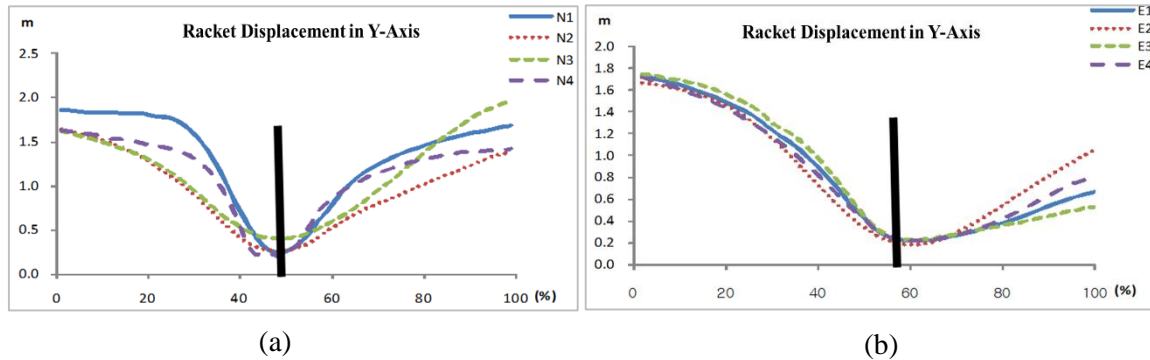 m
Racket Displacement in Y-Axis
N1
N2
N3
N4
2.5
2.0
1.5
1.0
0.5
0.0
0 20 40 60 80 100 (%)
(a)
m
Racket Displacement in Y-Axis
E1
E2
E3
E4
2.0
1.8
1.6
1.4
1.2
1.0
0.8
0.6
0.4
0.2
0.0
0 20 40 60 80 100 (%)
(b)